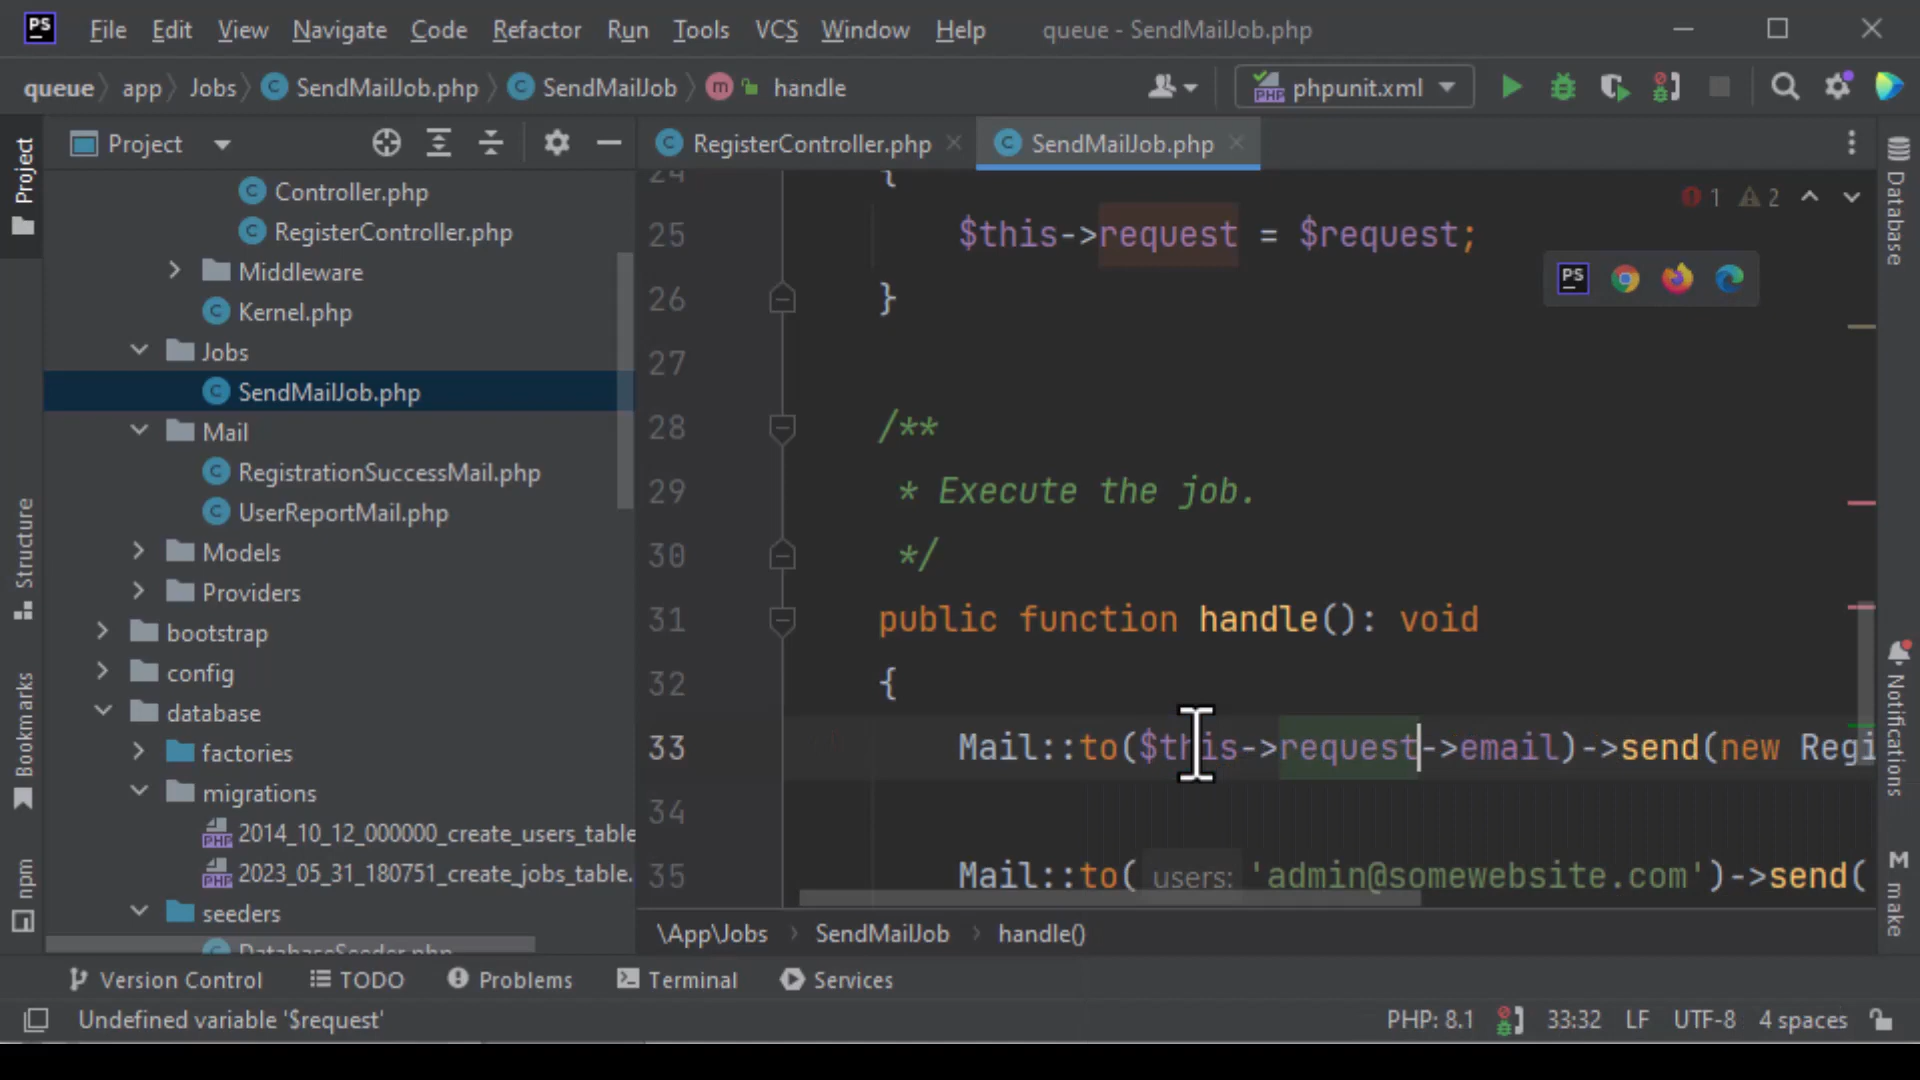 PS File Edit View Navigate Code Refactor Run Tools VCS Window Help queue - SendMailJob.php
queue app Jobs SendMailJob.php SendMailJob m handle phpunit.xml
Project
Project
RegisterController.php
SendMailJob.php
Controller.php
RegisterController.php
Middleware
Kernel.php
Jobs
SendMailJob.php
Mail
RegistrationSuccessMail.php
UserReportMail.php
Models
Providers
bootstrap
config
database
factories
migrations
2014_10_12_000000_create_users_table
2023_05_31_180751_create_jobs_table.
seeders
DatabaseSeeder.php
Structure
Bookmarks
npm
1 2
24 {
25 $this->request = $request;
26 }
27
28 /**
29 * Execute the job.
30 */
31 public function handle(): void
32 {
33 Mail::to($this->request->email)->send(new Regi
34
35 Mail::to( users: 'admin@somewebsite.com')->send(
Database
Notifications
make
\App\Jobs SendMailJob handle()
Version Control TODO Problems Terminal Services
Undefined variable '$request' PHP: 8.1 33:32 LF UTF-8 4 spaces